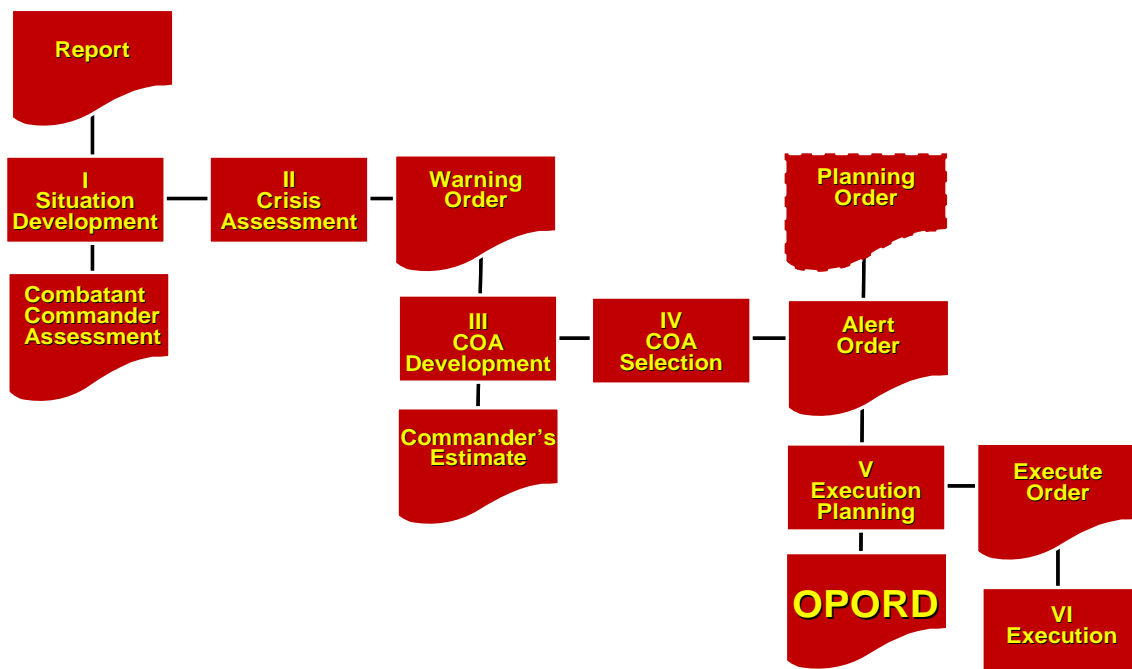 Report
I
Situation
Development
II
Crisis
Assessment
Warning
Order
Planning
Order
Combatant
Commander
Assessment
III
COA
Development
IV
COA
Selection
Alert
Order
Commander's
Estimate
V
Execution
Planning
Execute
Order
OPORD
VI
Execution